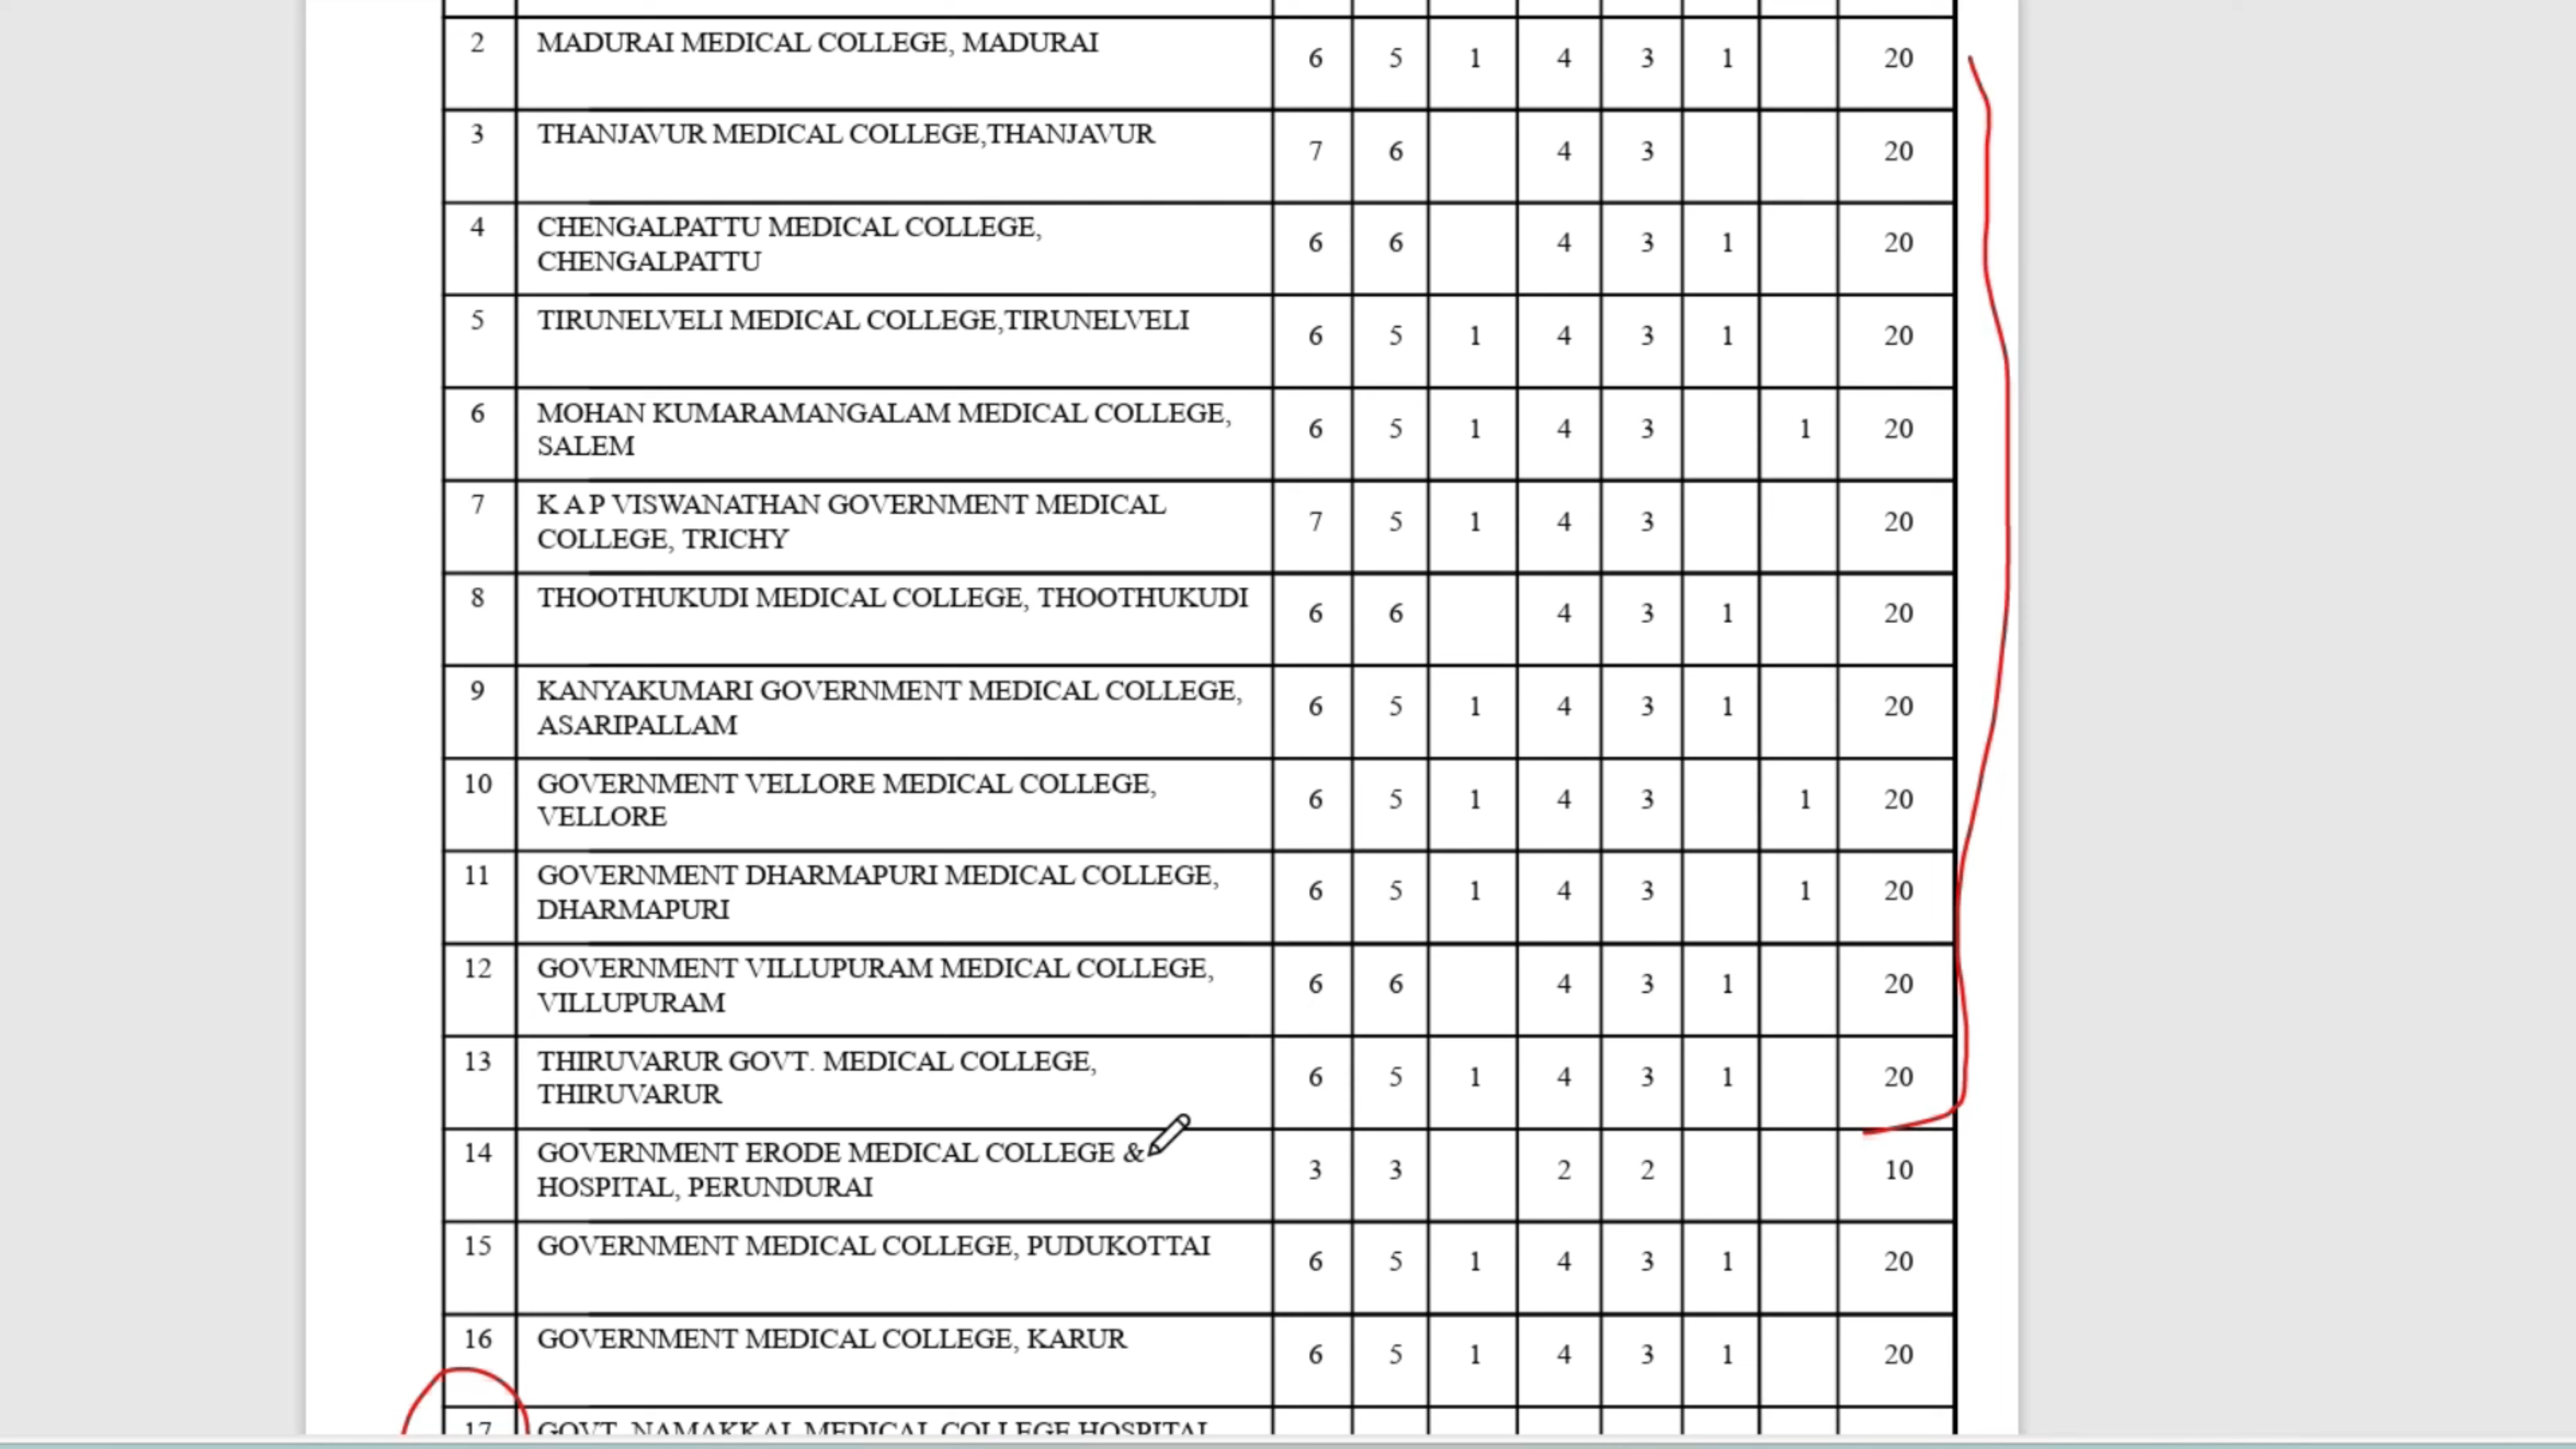 2 MADURAI MEDICAL COLLEGE, MADURAI 6 5 1 4 3 1 20
3 THANJAVUR MEDICAL COLLEGE,THANJAVUR 7 6 4 3 20
4 CHENGALPATTU MEDICAL COLLEGE,
CHENGALPATTU 6 6 4 3 1 20
5 TIRUNELVELI MEDICAL COLLEGE,TIRUNELVELI 6 5 1 4 3 1 20
6 MOHAN KUMARAMANGALAM MEDICAL COLLEGE,
SALEM 6 5 1 4 3 1 20
7 K A P VISWANATHAN GOVERNMENT MEDICAL
COLLEGE, TRICHY 7 5 1 4 3 20
8 THOOTHUKUDI MEDICAL COLLEGE, THOOTHUKUDI 6 6 4 3 1 20
9 KANYAKUMARI GOVERNMENT MEDICAL COLLEGE,
ASARIPALLAM 6 5 1 4 3 1 20
10 GOVERNMENT VELLORE MEDICAL COLLEGE,
VELLORE 6 5 1 4 3 1 20
11 GOVERNMENT DHARMAPURI MEDICAL COLLEGE,
DHARMAPURI 6 5 1 4 3 1 20
12 GOVERNMENT VILLUPURAM MEDICAL COLLEGE,
VILLUPURAM 6 6 4 3 1 20
13 THIRUVARUR GOVT. MEDICAL COLLEGE,
THIRUVARUR 6 5 1 4 3 1 20
14 GOVERNMENT ERODE MEDICAL COLLEGE &
HOSPITAL, PERUNDURAI 3 3 2 2 10
15 GOVERNMENT MEDICAL COLLEGE, PUDUKOTTAI 6 5 1 4 3 1 20
16 GOVERNMENT MEDICAL COLLEGE, KARUR 6 5 1 4 3 1 20
17 GOVT. NAMAKKAL MEDICAL COLLEGE HOSPITAL